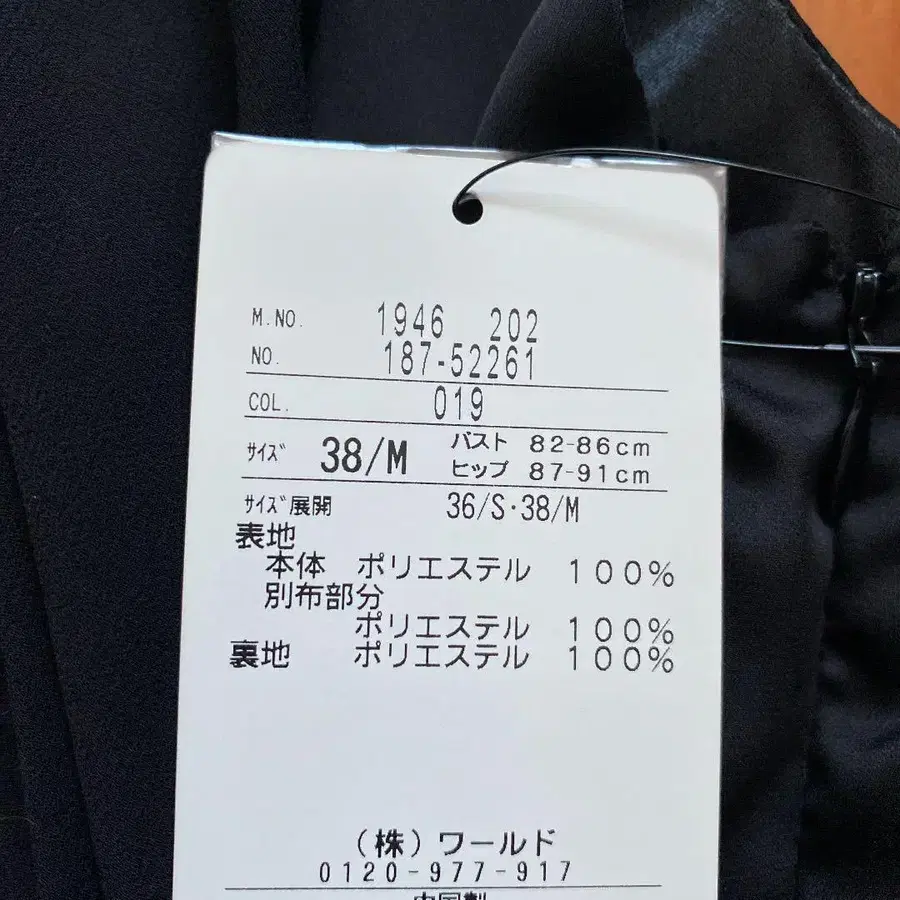 M.NO. 1946 202
NO. 187-52261
COL. 019
サイズ 38/M バスト 82-86cm
ヒップ 87-91cm
サイズ展開 36/S・38/M
表地
本体 ポリエステル 100%
別布部分
ポリエステル 100%
裏地 ポリエステル 100%
(株)ワールド
0120-977-917
中国製